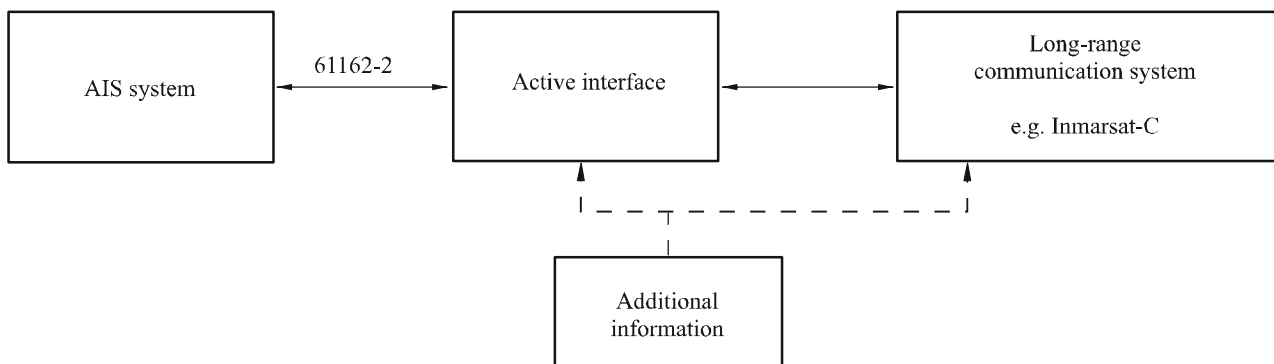 AIS system
61162-2
Active interface
Long-range
communication system
e.g. Inmarsat-C
Additional
information